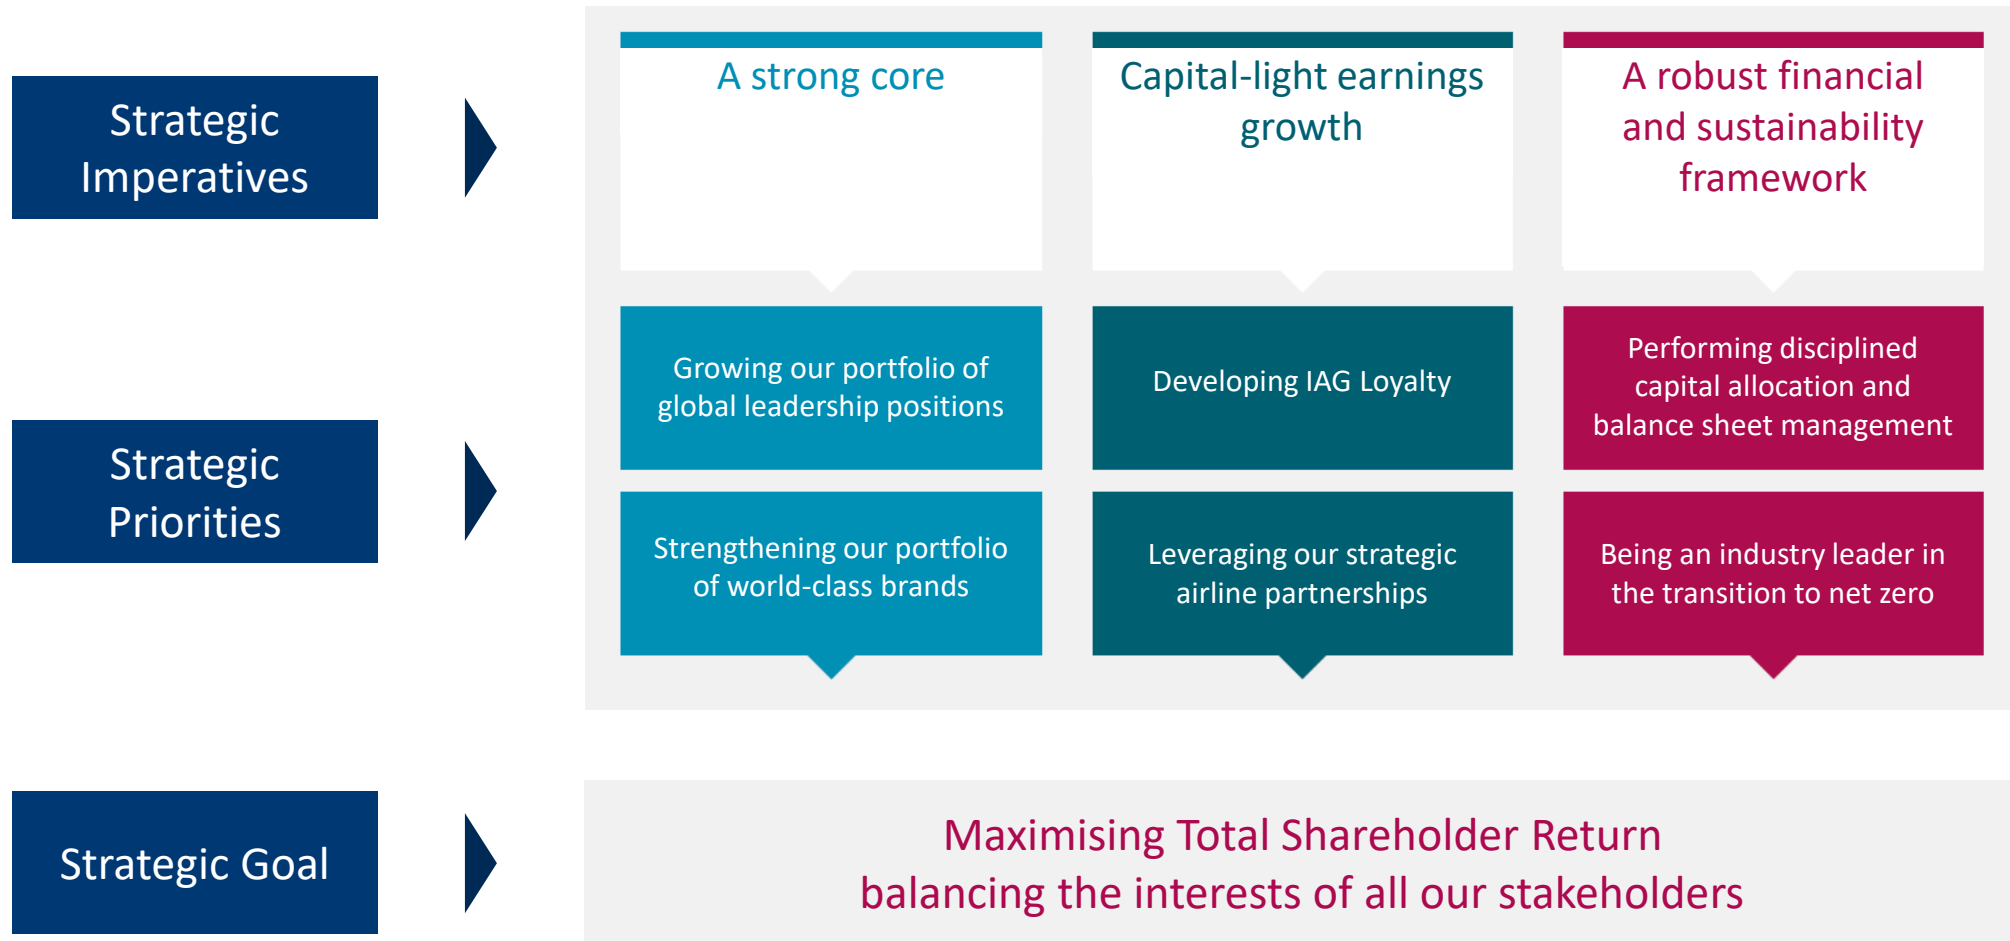 Strategic
Imperatives
A strong core
Capital-light earnings
growth
A robust financial
and sustainability
framework
Strategic
Priorities
Growing our portfolio of
global leadership positions
Developing IAG Loyalty
Performing disciplined
capital allocation and
balance sheet management
Strengthening our portfolio
of world-class brands
Leveraging our strategic
airline partnerships
Being an industry leader in
the transition to net zero
Strategic Goal
Maximising Total Shareholder Return
balancing the interests of all our stakeholders